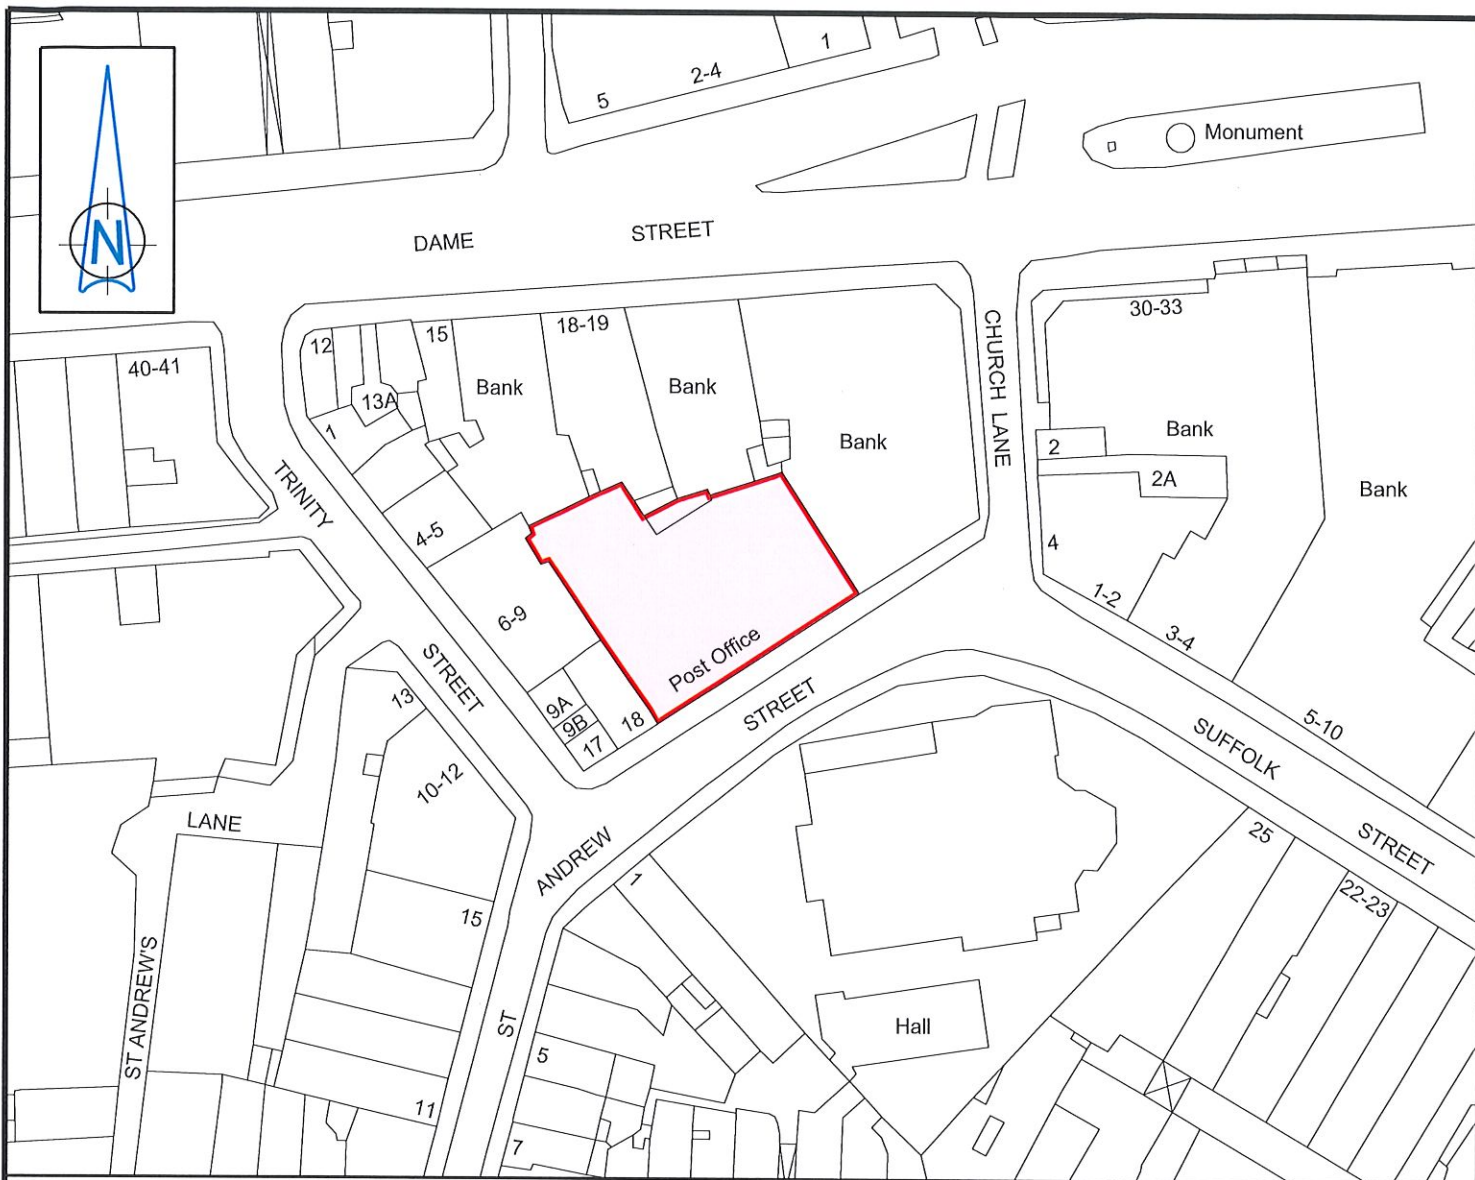 1
2-4
5
Monument
N
DAME STREET
30-33
18-19
15
12
40-41
Bank
Bank
13A
1
CHURCH LANE
Bank
Bank
2
2A
Bank
TRINITY STREET
4-5
4
1-2
6-9
3-4
Post Office
13
9A
9B
18
17
ST ANDREW STREET
5-10
SUFFOLK STREET
10-12
LANE
25
1
22-23
15
ST ANDREW'S
Hall
5
11
7